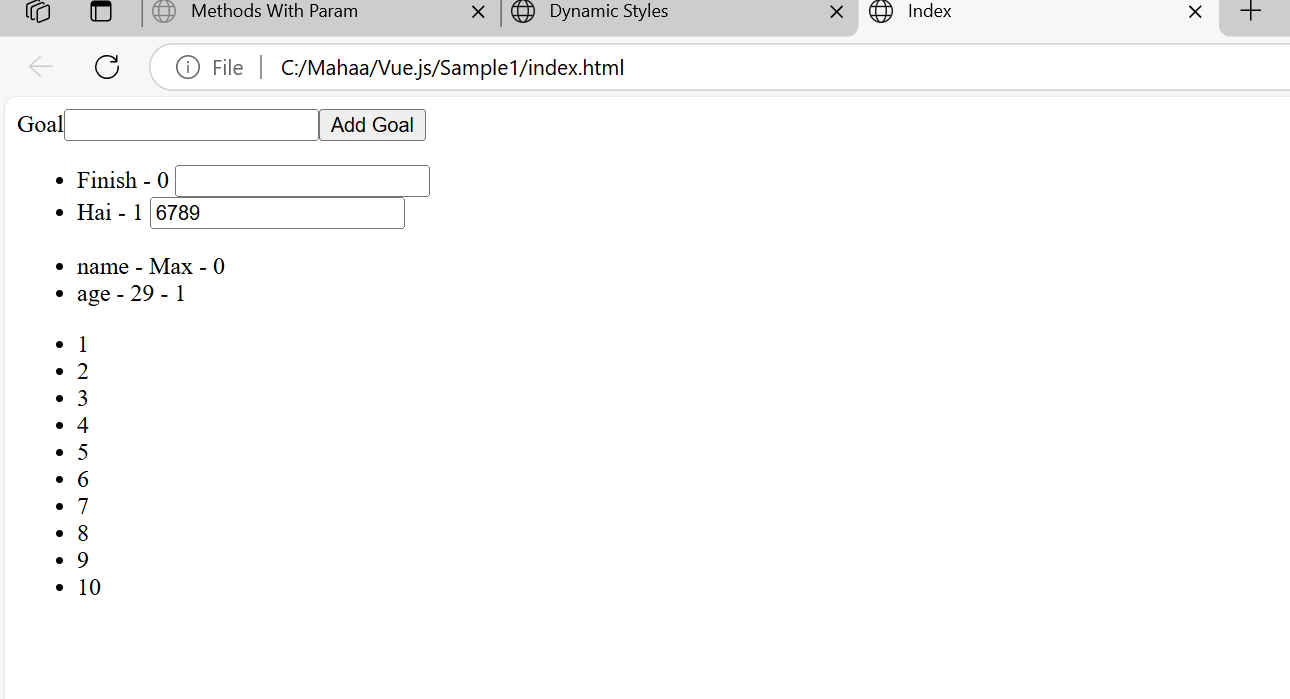 Methods With Param Dynamic Styles Index
File C:/Mahaa/Vue.js/Sample1/index.html
Goal Add Goal
Finish - 0
Hai - 1 6789
name - Max - 0
age - 29 - 1
1
2
3
4
5
6
7
8
9
10